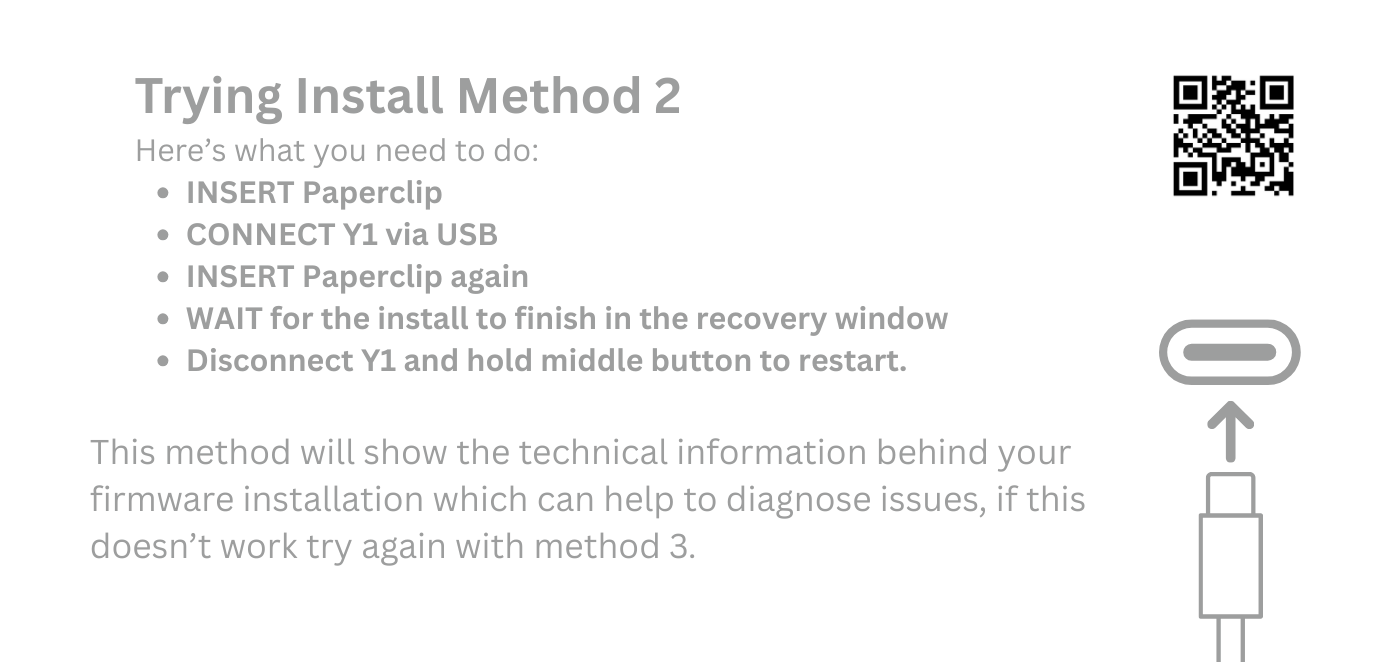 Trying Install Method 2
Here’s what you need to do:
• INSERT Paperclip
• CONNECT Y1 via USB
• INSERT Paperclip again
• WAIT for the install to finish in the recovery window
• Disconnect Y1 and hold middle button to restart.
This method will show the technical information behind your
firmware installation which can help to diagnose issues, if this
doesn’t work try again with method 3.